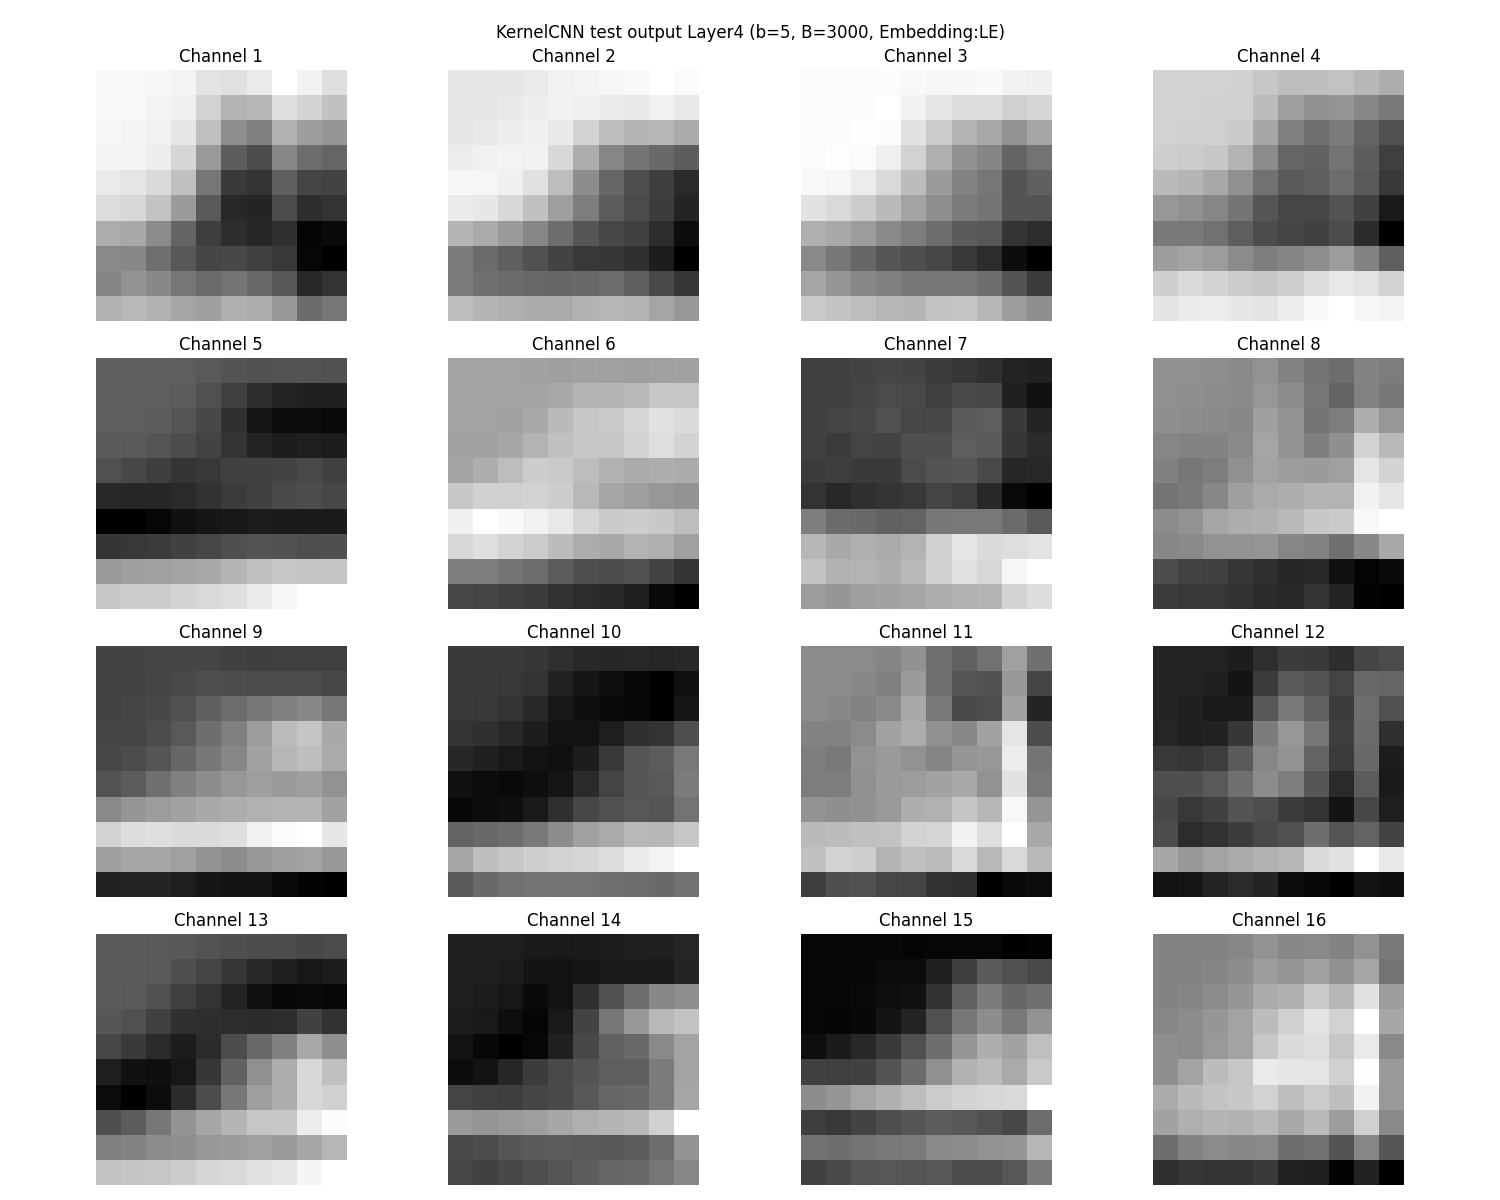 KernelCNN test output Layer4 (b=5, B=3000, Embedding:LE)
Channel 1
Channel 2
Channel 3
Channel 4
Channel 5
Channel 6
Channel 7
Channel 8
Channel 9
Channel 10
Channel 11
Channel 12
Channel 13
Channel 14
Channel 15
Channel 16